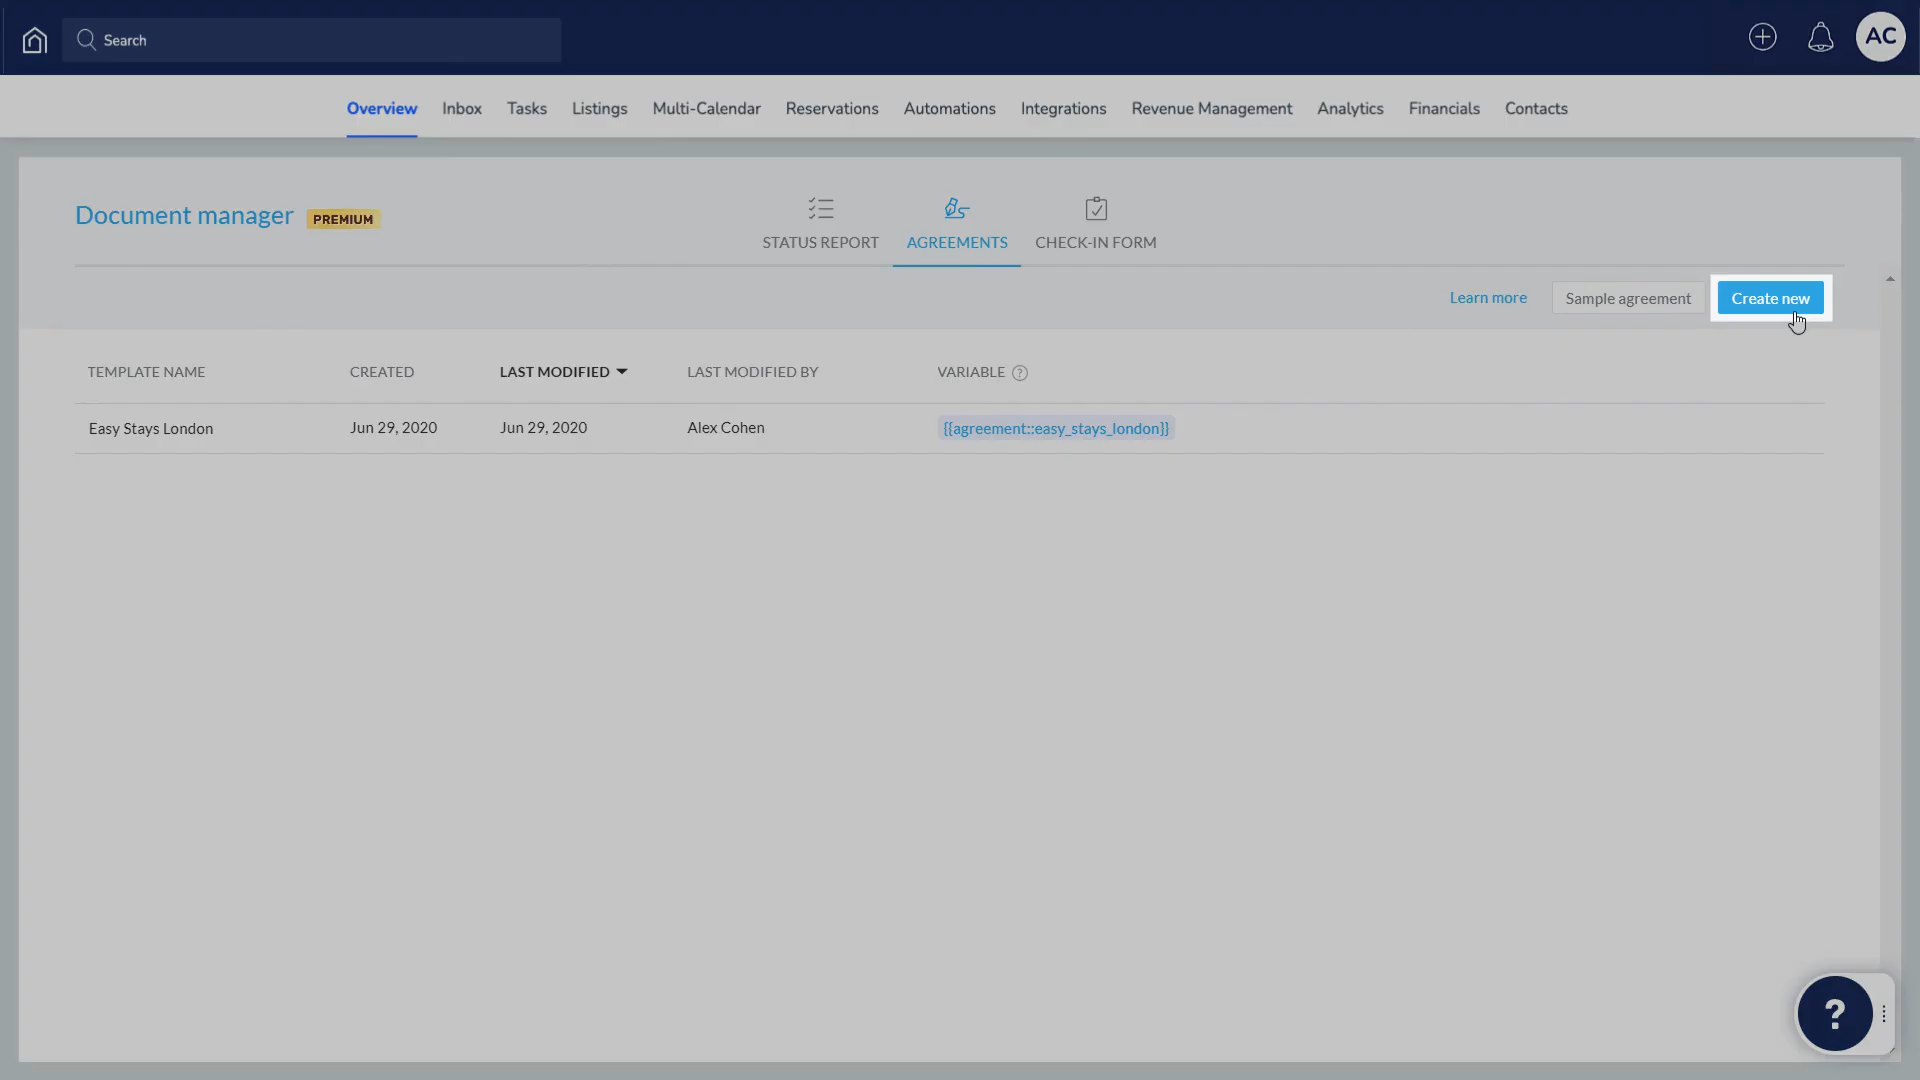 Search
AC
Overview Inbox Tasks Listings Multi-Calendar Reservations Automations Integrations Revenue Management Analytics Financials Contacts
Document manager PREMIUM
STATUS REPORT AGREEMENTS CHECK-IN FORM
Learn more Sample agreement Create new
TEMPLATE NAME CREATED LAST MODIFIED LAST MODIFIED BY VARIABLE ?
Easy Stays London Jun 29, 2020 Jun 29, 2020 Alex Cohen {{agreement::easy_stays_london}}
?